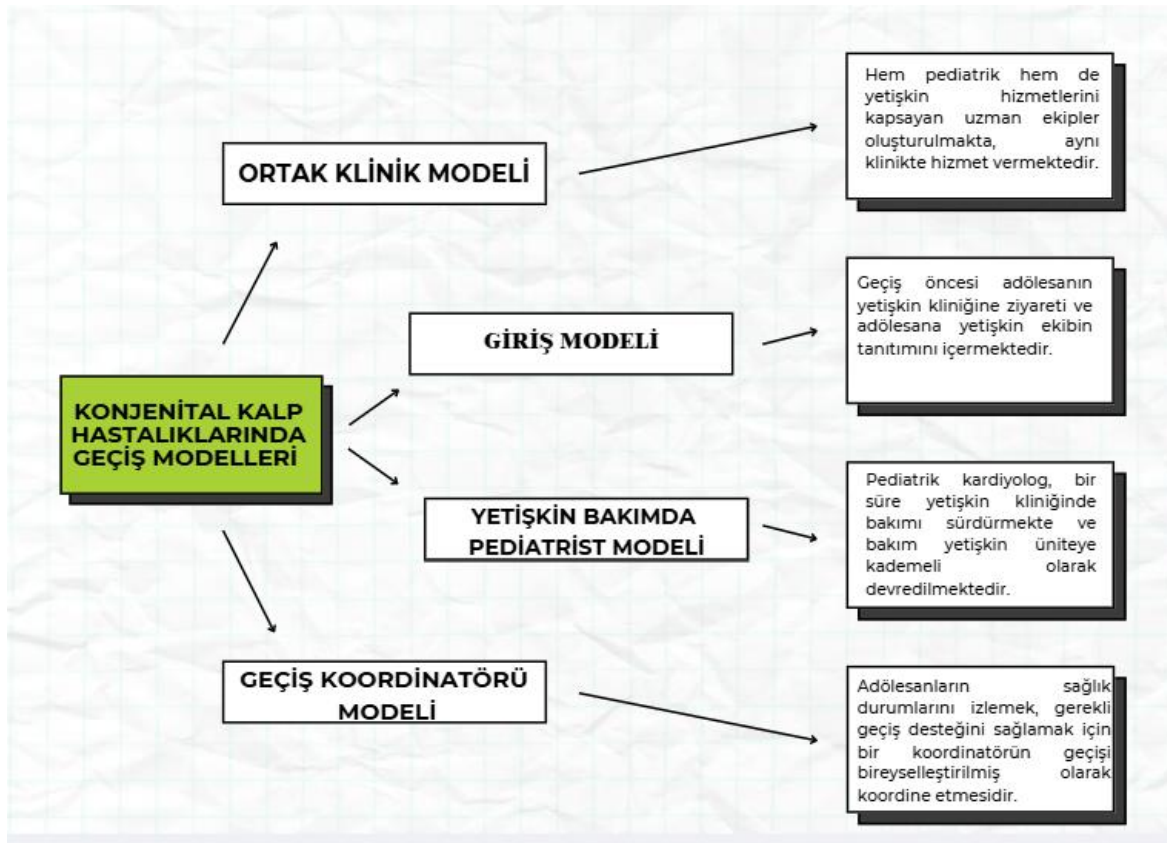 KONJENİTAL KALP
HASTALIKLARINDA
GEÇİŞ MODELLERİ
ORTAK KLİNİK MODELİ
Hem pediatrik hem de
yetişkin hizmetlerini
kapsayan uzman ekipler
oluşturulmakta, aynı
klinikte hizmet vermektedir.
GİRİŞ MODELİ
Geçiş öncesi adölesanın
yetişkin kliniğine ziyareti ve
adölesana yetişkin ekibin
tanıtımını içermektedir.
YETİŞKİN BAKIMDA
PEDİATRİST MODELİ
Pediatrik kardiyolog, bir
süre yetişkin kliniğinde
bakımı sürdürmekte ve
bakım yetişkin üniteye
kademeli olarak
devredilmektedir.
GEÇİŞ KOORDİNATÖRÜ
MODELİ
Adölesanların sağlık
durumlarını izlemek, gerekli
geçiş desteğini sağlamak için
bir koordinatörün geçişi
bireyselleştirilmiş olarak
koordine etmesidir.